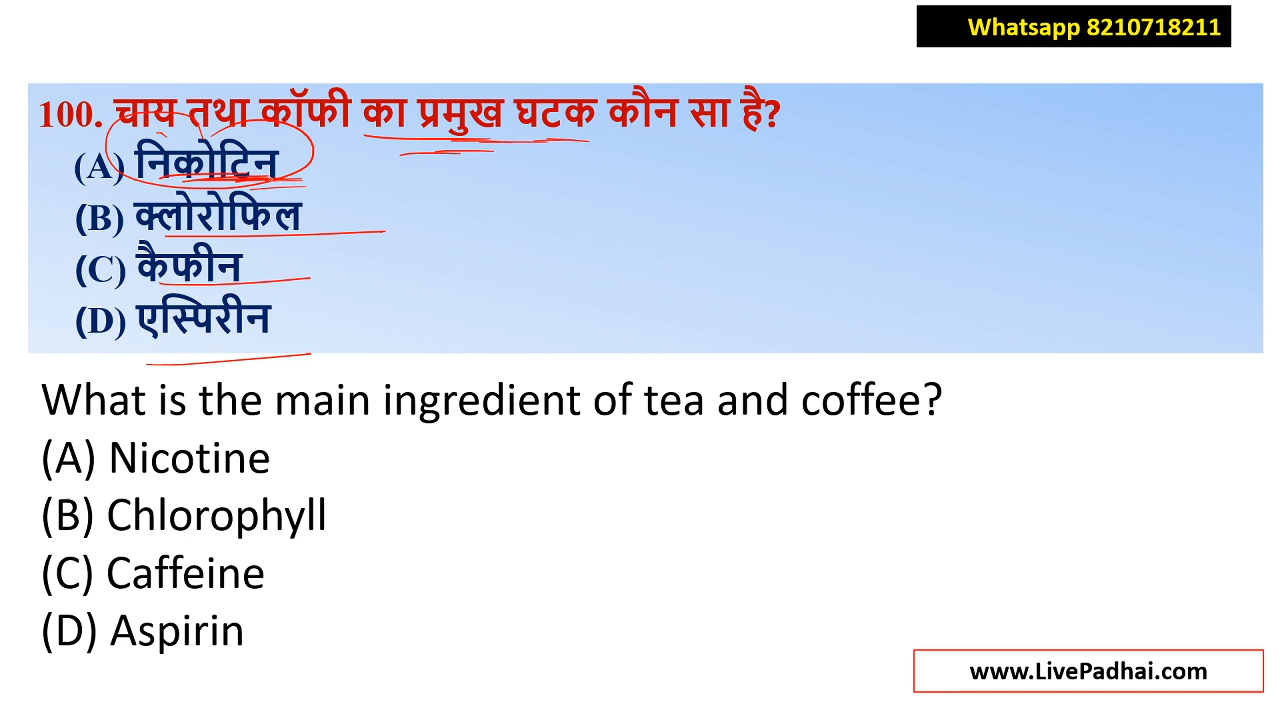 Whatsapp 8210718211
100. चाय तथा कॉफी का प्रमुख घटक कौन सा है?
(A) निकोटिन
(B) क्लोरोफिल
(C) कैफीन
(D) एस्पिरीन
What is the main ingredient of tea and coffee?
(A) Nicotine
(B) Chlorophyll
(C) Caffeine
(D) Aspirin
www.LivePadhai.com